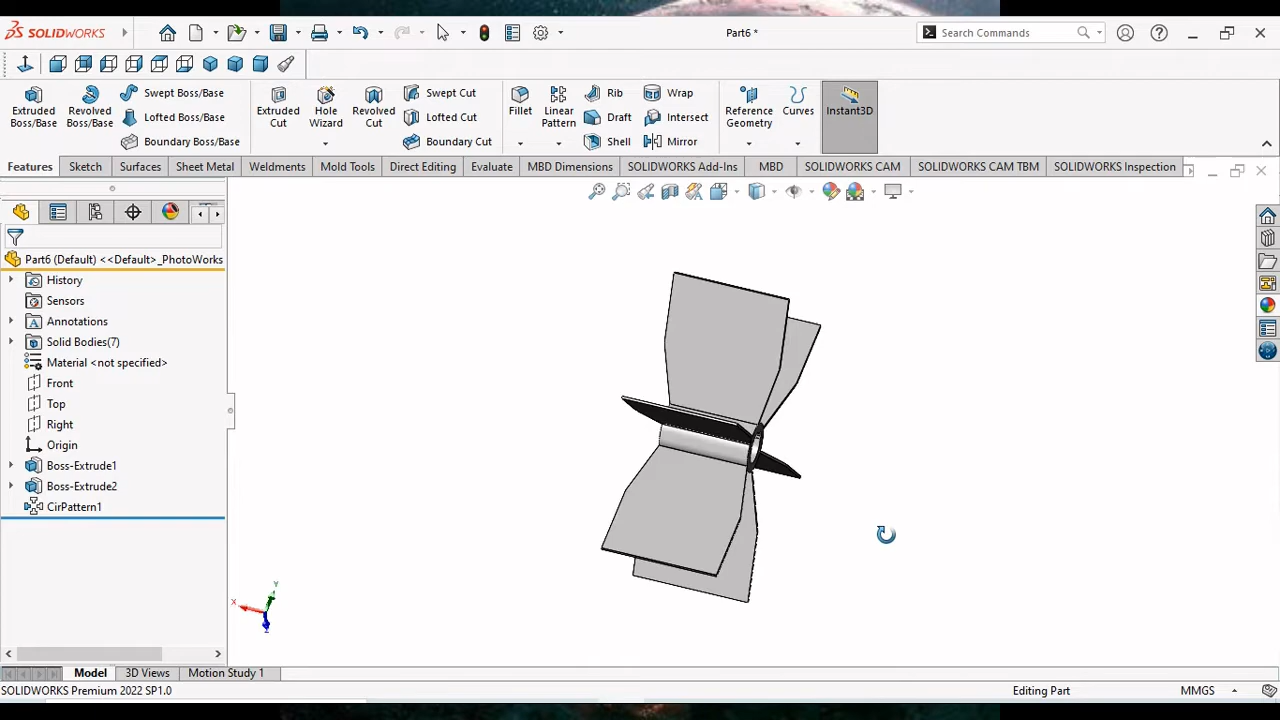 SOLIDWORKS
Part6 *
Search Commands
Extruded Boss/Base
Revolved Boss/Base
Swept Boss/Base
Lofted Boss/Base
Boundary Boss/Base
Extruded Cut
Hole Wizard
Revolved Cut
Swept Cut
Lofted Cut
Boundary Cut
Fillet
Linear Pattern
Rib
Draft
Shell
Wrap
Intersect
Mirror
Reference Geometry
Curves
Instant3D
Features Sketch Surfaces Sheet Metal Weldments Mold Tools Direct Editing Evaluate MBD Dimensions SOLIDWORKS Add-Ins MBD SOLIDWORKS CAM SOLIDWORKS CAM TBM SOLIDWORKS Inspection
Part6 (Default) <<Default>_PhotoWorks
History
Sensors
Annotations
Solid Bodies(7)
Material <not specified>
Front
Top
Right
Origin
Boss-Extrude1
Boss-Extrude2
CirPattern1
Y
X
Z
Model 3D Views Motion Study 1
SOLIDWORKS Premium 2022 SP1.0 Editing Part MMGS